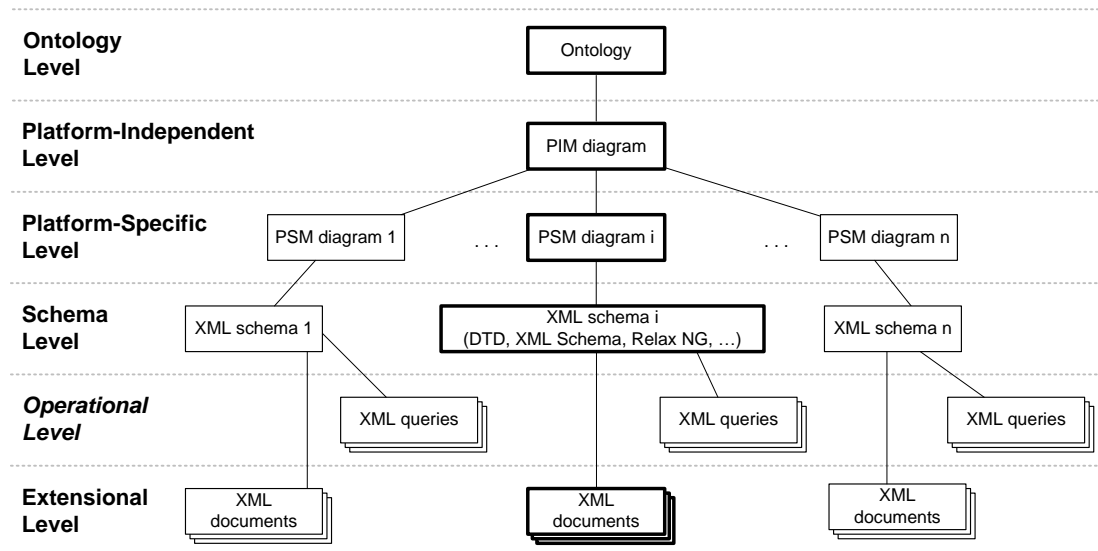 Ontology
Level
Ontology
Platform-Independent
Level
PIM diagram
Platform-Specific
Level
PSM diagram 1
. . .
PSM diagram i
. . .
PSM diagram n
Schema
Level
XML schema 1
XML schema i
(DTD, XML Schema, Relax NG, …)
XML schema n
Operational
Level
XML queries
XML queries
XML queries
Extensional
Level
XML
documents
XML
documents
XML
documents